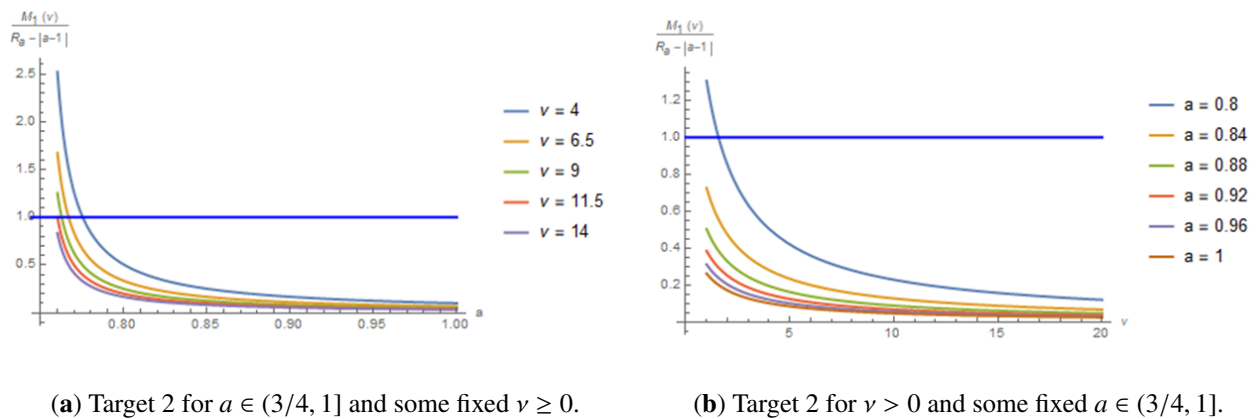 M₁(ν)
Rₐ-|a-1|
2.5
2.0
1.5
1.0
0.5
0.80 0.85 0.90 0.95 1.00 a
ν = 4
ν = 6.5
ν = 9
ν = 11.5
ν = 14
M₁(ν)
Rₐ-|a-1|
1.2
1.0
0.8
0.6
0.4
0.2
5 10 15 20 ν
a = 0.8
a = 0.84
a = 0.88
a = 0.92
a = 0.96
a = 1
(a) Target 2 for a ∈ (3/4, 1] and some fixed ν ≥ 0.
(b) Target 2 for ν > 0 and some fixed a ∈ (3/4, 1].